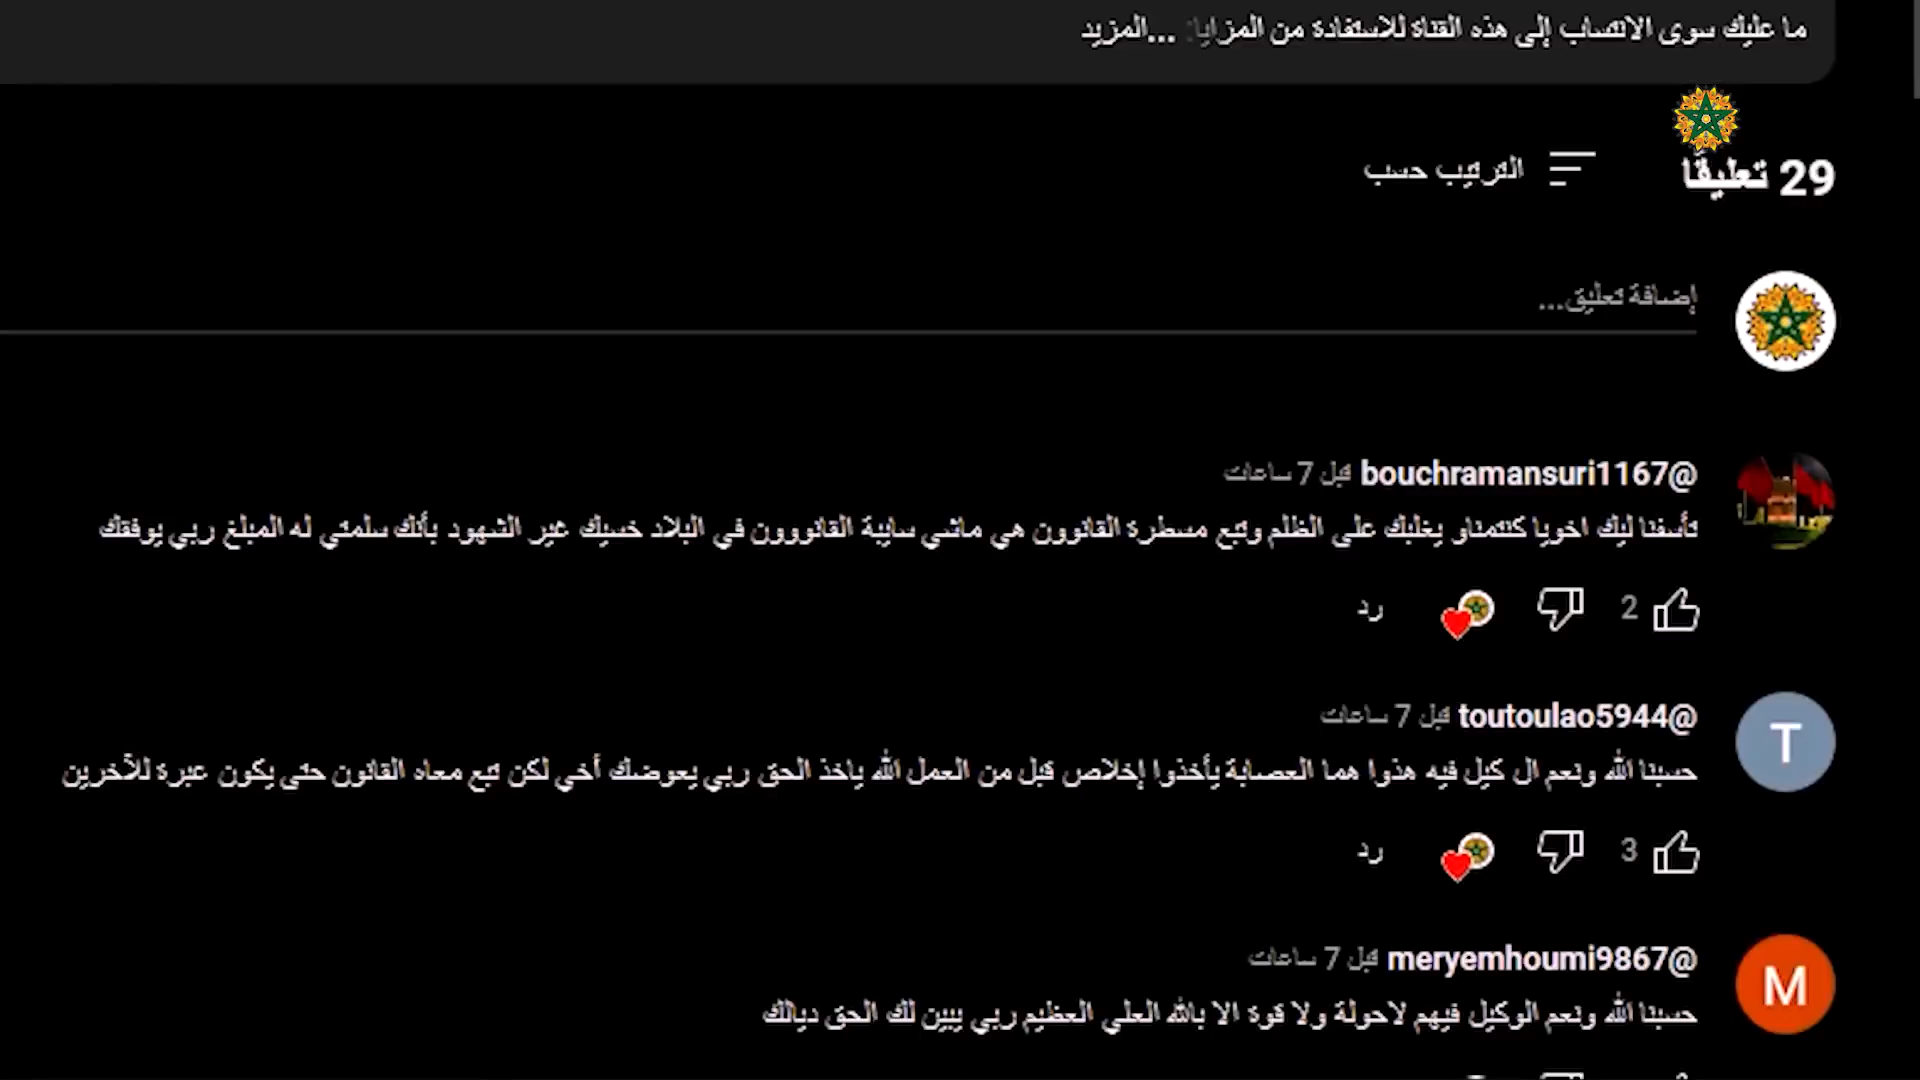 ما عليك سوى الانتساب إلى هذه القناة للاستفادة من المزايا: ...المزيد
29 تعليقًا
الترتيب حسب
إضافة تعليق...
@bouchramansuri1167 قبل 7 ساعات
تأسفنا ليك اخويا كنتمناو يغلبك على الظلم وتبع مسطرة القانوون هي ماشي سايبة القانوووون في البلاد خسيك غير الشهود بأنك سلمتي له المبلغ ربي يوفقك
2
رد
T
@toutoulao5944 قبل 7 ساعات
حسبنا الله ونعم ال كيل فيه هذوا هما العصابة يأخذوا إخلاص قبل من العمل الله ياخذ الحق ربي يعوضك أخي لكن تبع معاه القانون حتى يكون عبرة للآخرين
3
رد
M
@meryemhoumi9867 قبل 7 ساعات
حسبنا الله ونعم الوكيل فيهم لاحولة ولا قوة الا بالله العلي العظيم ربي يبين لك الحق ديالك